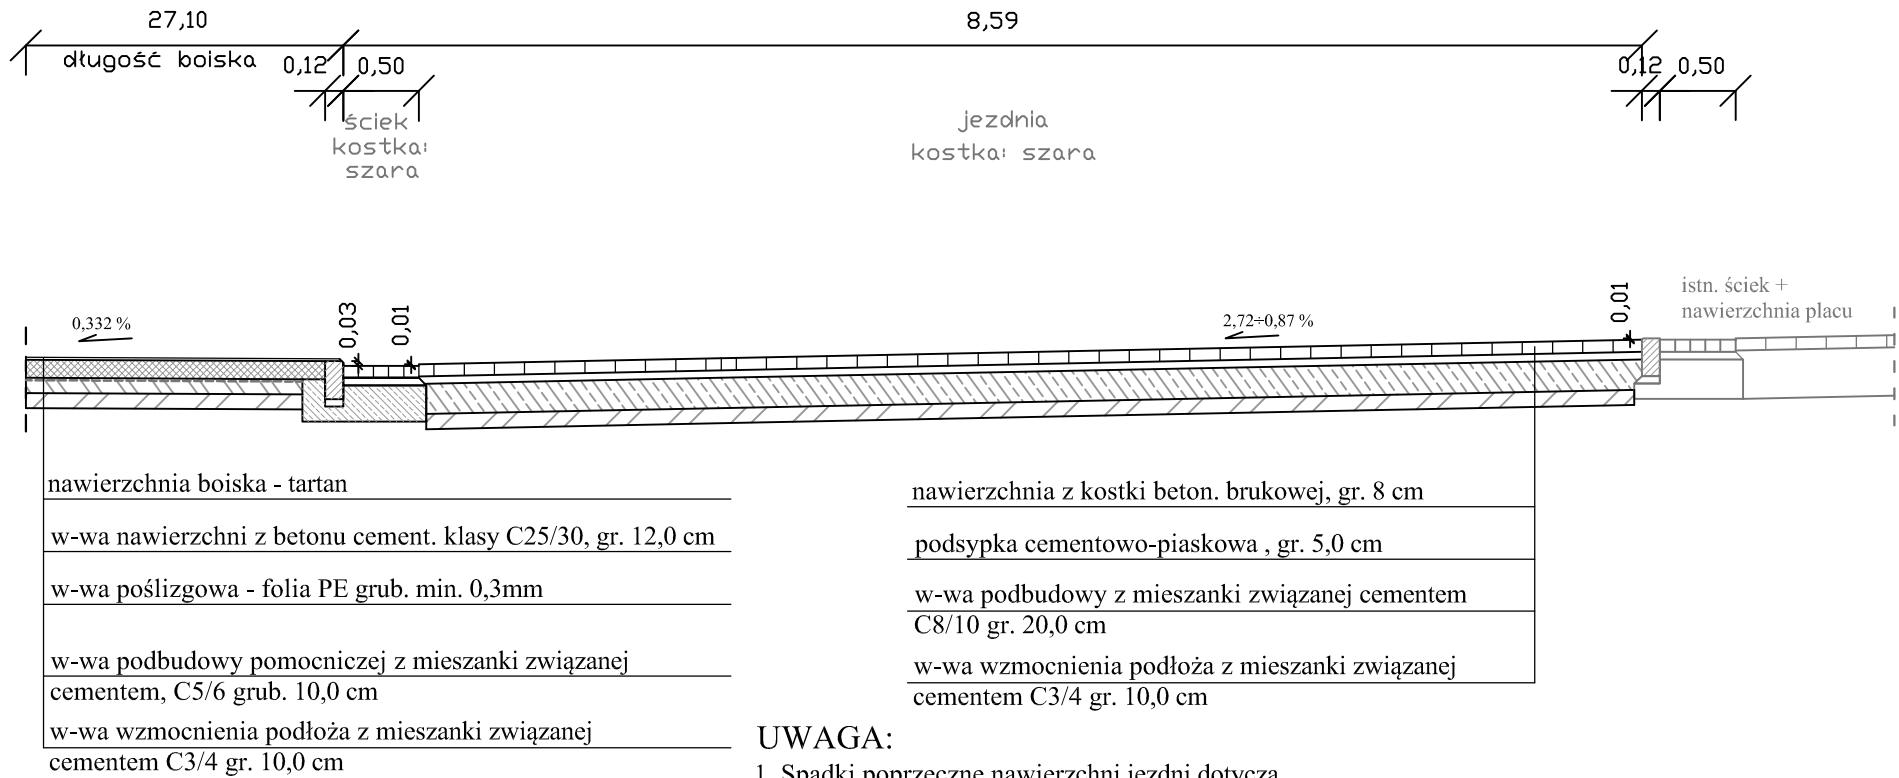 27,10
8,59
długość boiska
0,12
0,50
0,12
0,50
ściek
kostka:
szara
jezdnia
kostka: szara
0,332 %
0,03
0,01
2,72÷0,87 %
0,01
istn. ściek +
nawierzchnia placu
nawierzchnia boiska - tartan
w-wa nawierzchni z betonu cement. klasy C25/30, gr. 12,0 cm
w-wa poślizgowa - folia PE grub. min. 0,3mm
w-wa podbudowy pomocniczej z mieszanki związanej
cementem, C5/6 grub. 10,0 cm
w-wa wzmocnienia podłoża z mieszanki związanej
cementem C3/4 gr. 10,0 cm
nawierzchnia z kostki beton. brukowej, gr. 8 cm
podsypka cementowo-piaskowa , gr. 5,0 cm
w-wa podbudowy z mieszanki związanej cementem
C8/10 gr. 20,0 cm
w-wa wzmocnienia podłoża z mieszanki związanej
cementem C3/4 gr. 10,0 cm
UWAGA:
1. Spadki poprzeczne nawierzchni jezdni dotyczą